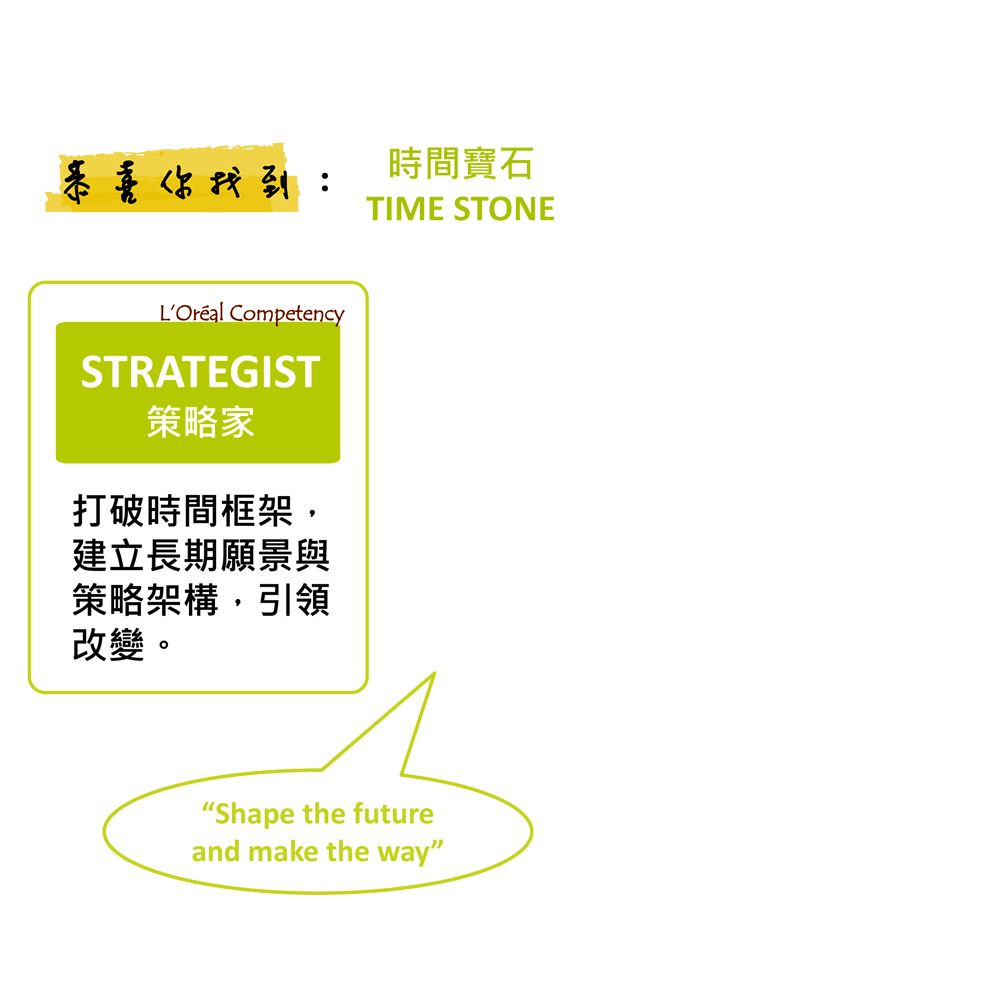 恭喜你找到：
時間寶石
TIME STONE
L'Oréal Competency
STRATEGIST
策略家
打破時間框架，
建立長期願景與
策略架構，引領
改變。
“Shape the future
and make the way”